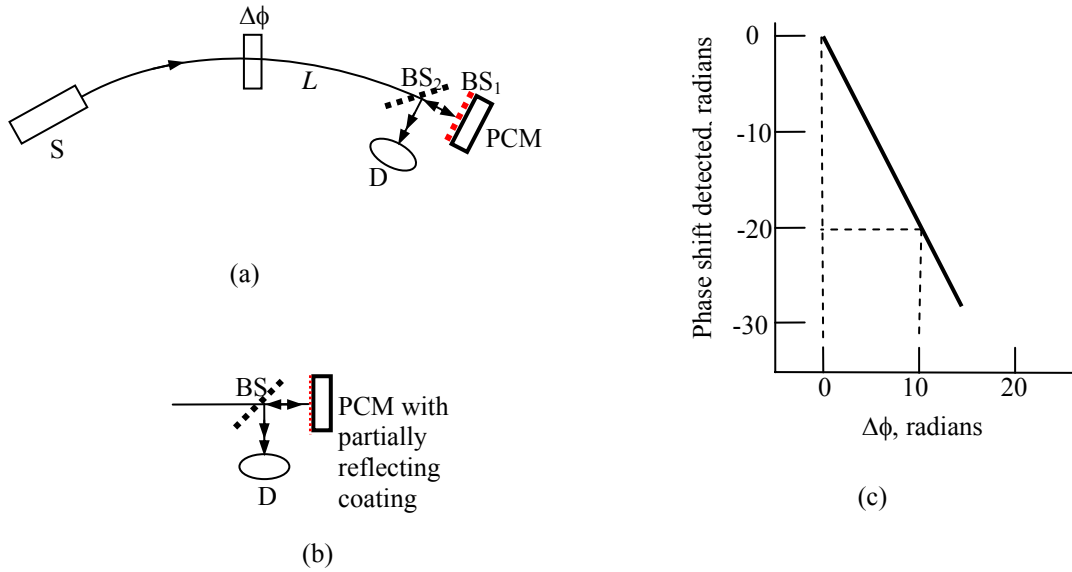 Δϕ
L
BS₂
BS₁
S
PCM
D
(a)
BS
PCM with
partially
reflecting
coating
D
(b)
Phase shift detected, radians
0
-10
-20
-30
0
10
20
Δϕ, radians
(c)